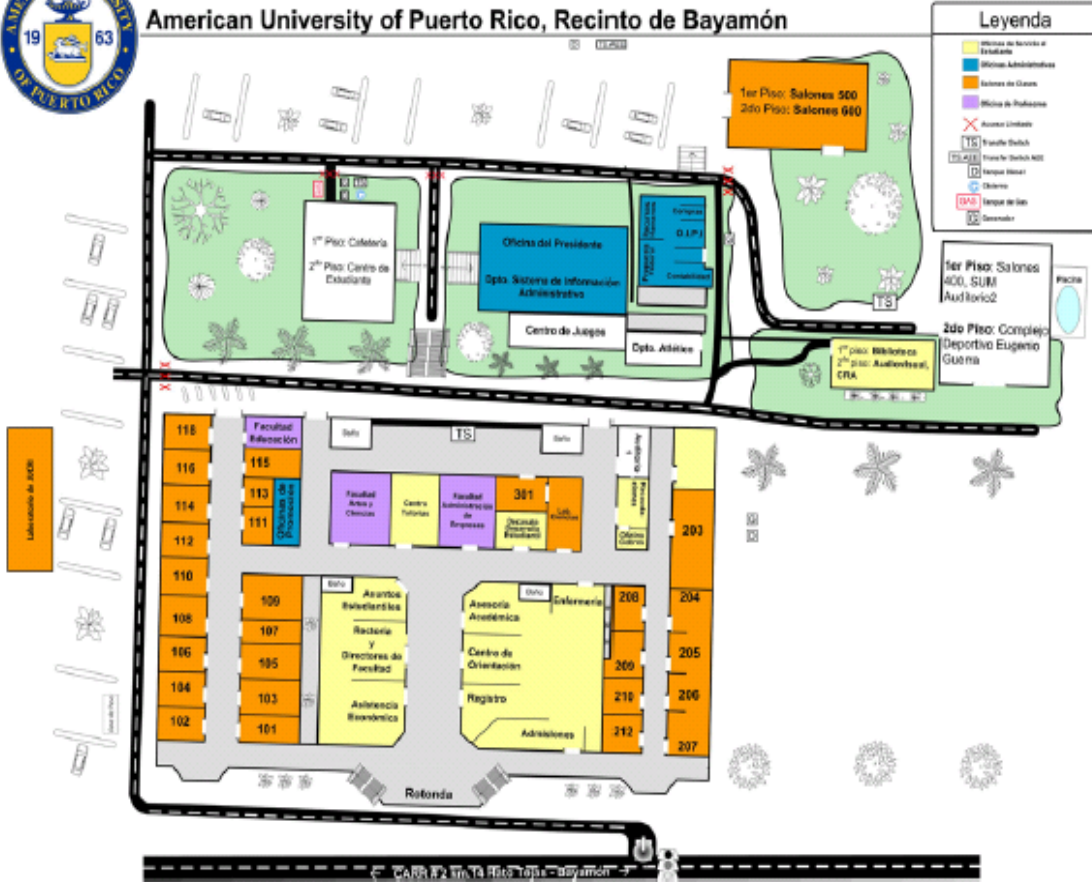 American University of Puerto Rico, Recinto de Bayamón
19 63
OF PUERTO RICO
Leyenda
Oficinas de Servicio al
Estudiante
Oficinas Administrativas
Salones de Clases
Oficina de Profesores
Acceso Limitado
TS Transfer Switch
TS AEE Transfer Switch AEE
D Tanque Diesel
C Cisterna
GAS Tanque de Gas
G Generador
1er Piso: Salones 500
2do Piso: Salones 600
1er Piso: Cafetería
2do Piso: Centro de
Estudiante
Oficina del Presidente
Dpto. Sistema de Información
Administrativa
Compras
Contabilidad
Centro de Juegos
Dpto. Atlético
TS
1er Piso: Salones
400, SUM
Auditorio2
2do Piso: Complejo
Deportivo Eugenio
Guerra
Piscina
1er piso: Biblioteca
2do piso: Audiovisual,
CRA
118
116
114
112
110
108
106
104
102
Facultad
Educación
115
113
111
109
107
105
103
101
Baño
TS
Baño
Facultad
Artes y
Ciencias
Centro
Tutorías
Facultad
Administración
de
Empresas
301
Decanato
Desarrollo
Estudiantil
203
204
205
206
207
Baño
Asuntos
Estudiantiles
Rectoría
y
Directores de
Facultad
Asistencia
Económica
Asesoría
Académica
Baño
Enfermería
Centro de
Orientación
Registro
Admisiones
208
209
210
212
Rotonda
← CARR # 2 km.14 Hato Tejas - Bayamón →